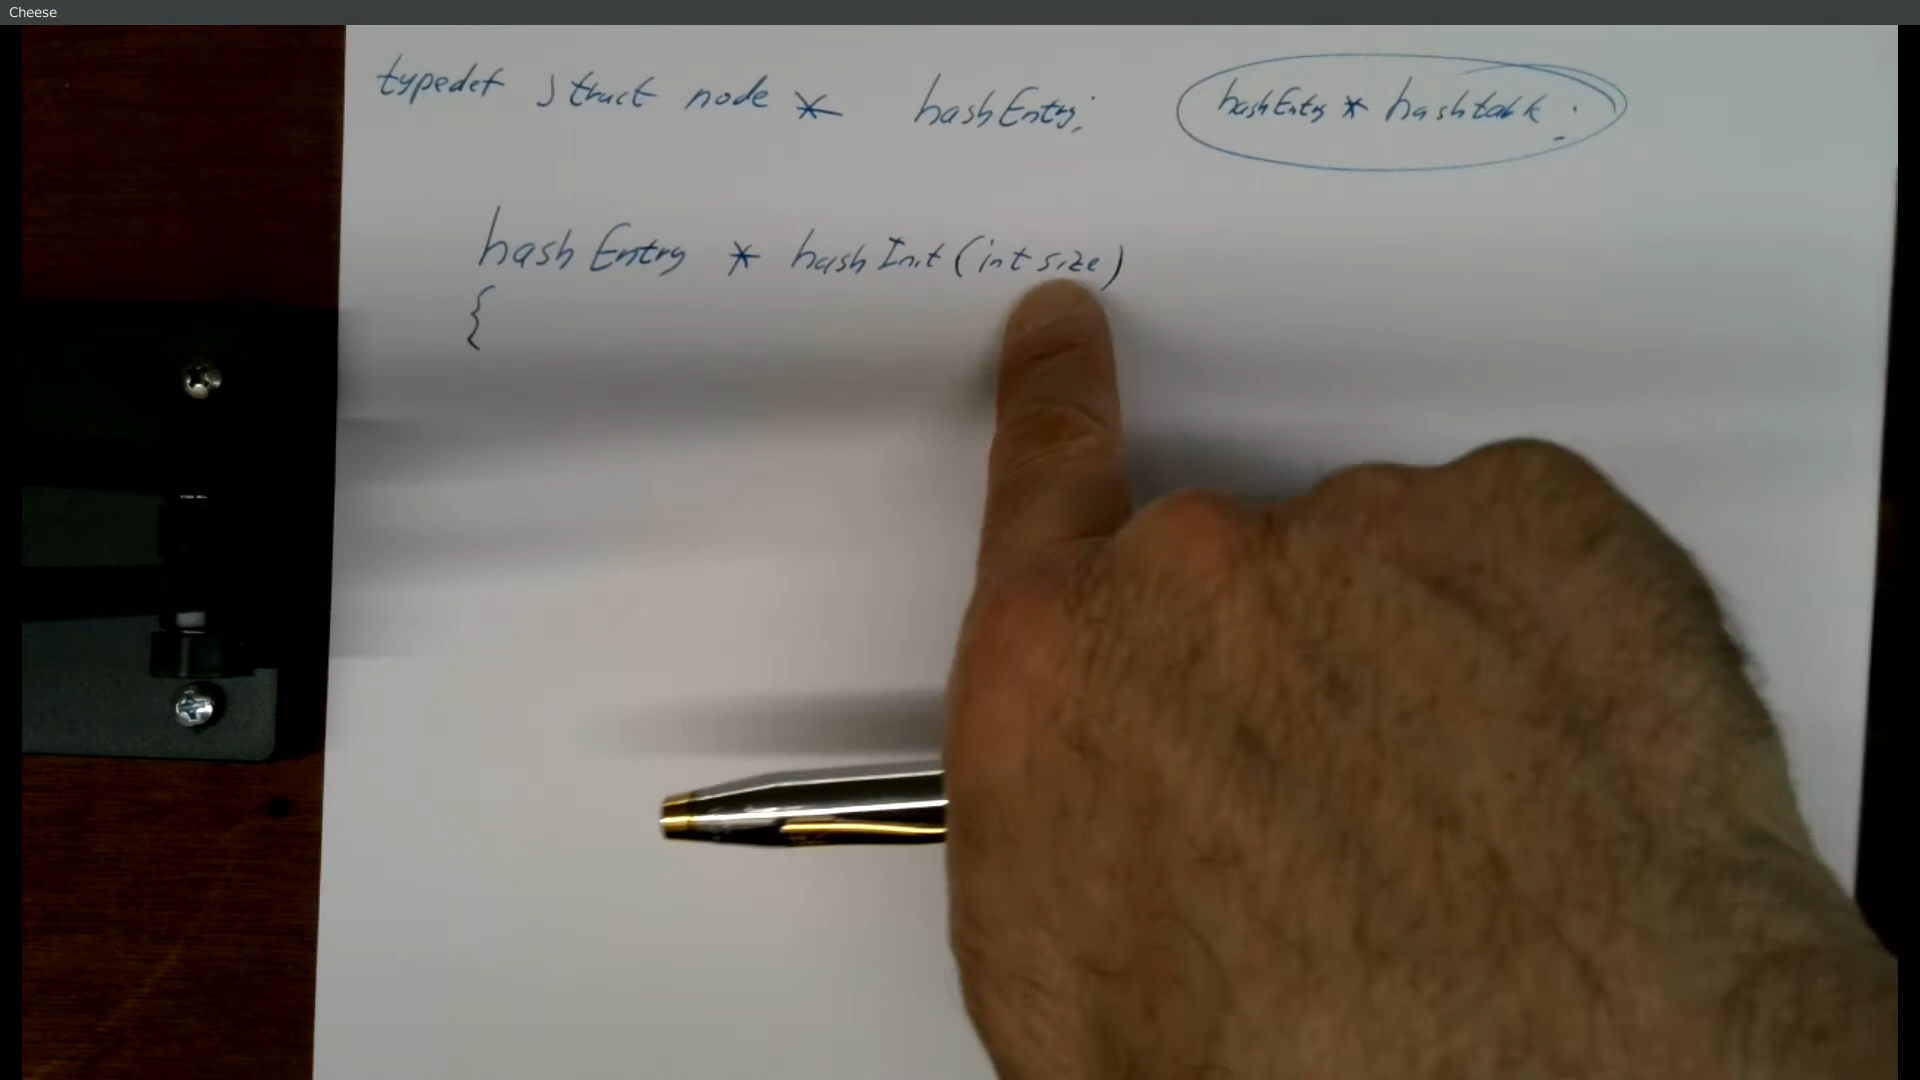 Cheese
typedef struct node * hashEntry; hashEntry * hashtable;
hashEntry * hashInit(int size)
{